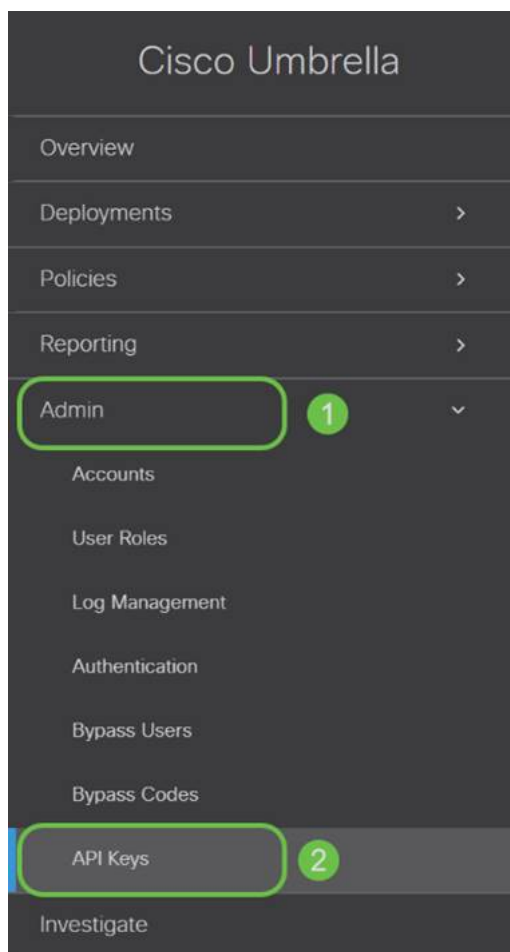 Cisco Umbrella
Overview
Deployments
Policies
Reporting
Admin 1
Accounts
User Roles
Log Management
Authentication
Bypass Users
Bypass Codes
API Keys 2
Investigate